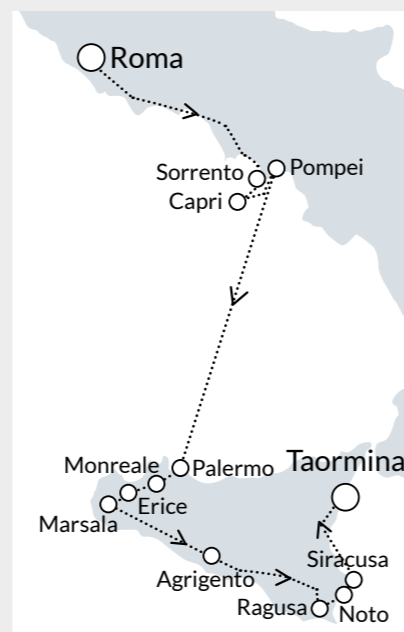 Roma
Pompei
Sorrento
Capri
Taormina
Monreale
Palermo
Erice
Marsala
Siracusa
Agrigento
Ragusa
Noto